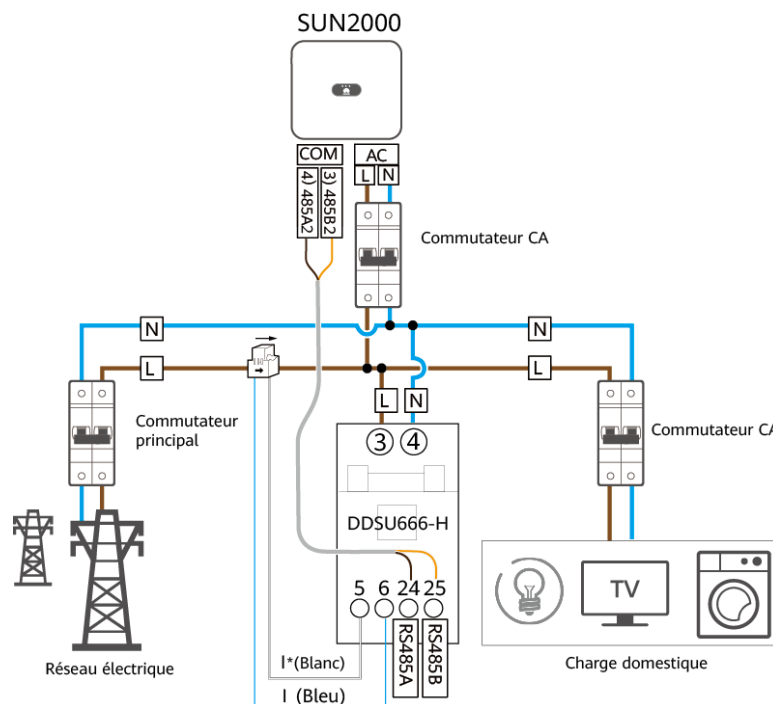 SUN2000
COM
AC
4) 485A2
3) 485B2
L
N
Commutateur CA
N
N
L
L
Commutateur
principal
L
N
Commutateur CA
3
4
DDSU666-H
5
6
24
25
TV
RS485A
RS485B
Réseau électrique
I*(Blanc)
I (Bleu)
Charge domestique